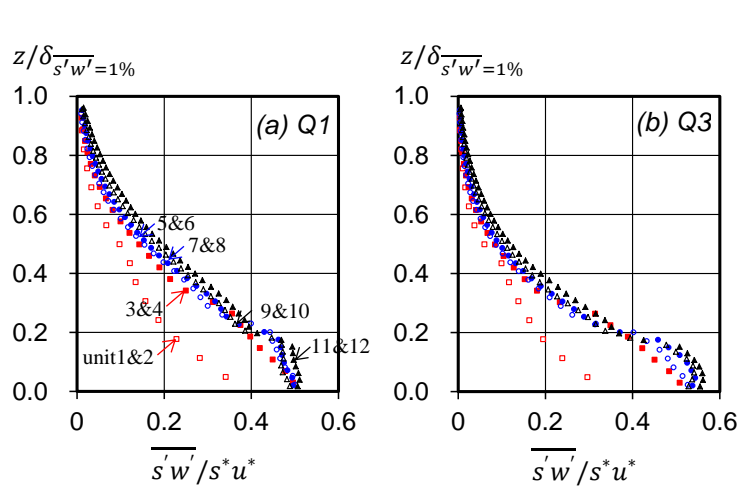 z/δ_{\overline{s'w'}=1%} z/δ_{\overline{s'w'}=1%}
1.0 1.0
(a) Q1 (b) Q3
0.8 0.8
0.6 0.6
5&6
7&8
0.4 0.4
3&4
9&10
0.2 0.2
unit1&2
11&12
0.0 0.0
0 0.2 0.4 0.6 0 0.2 0.4 0.6
\overline{s'w'}/s*u* \overline{s'w'}/s*u*